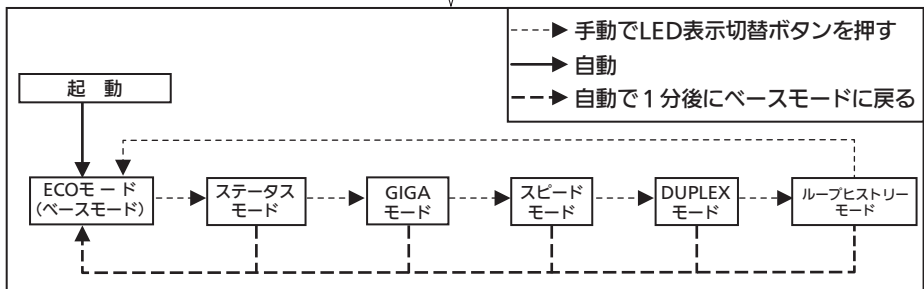 手動でLED表示切替ボタンを押す
自動
自動で1分後にベースモードに戻る
起 動
ECOモード
(ベースモード)
ステータス
モード
GIGA
モード
スピード
モード
DUPLEX
モード
ループヒストリー
モード